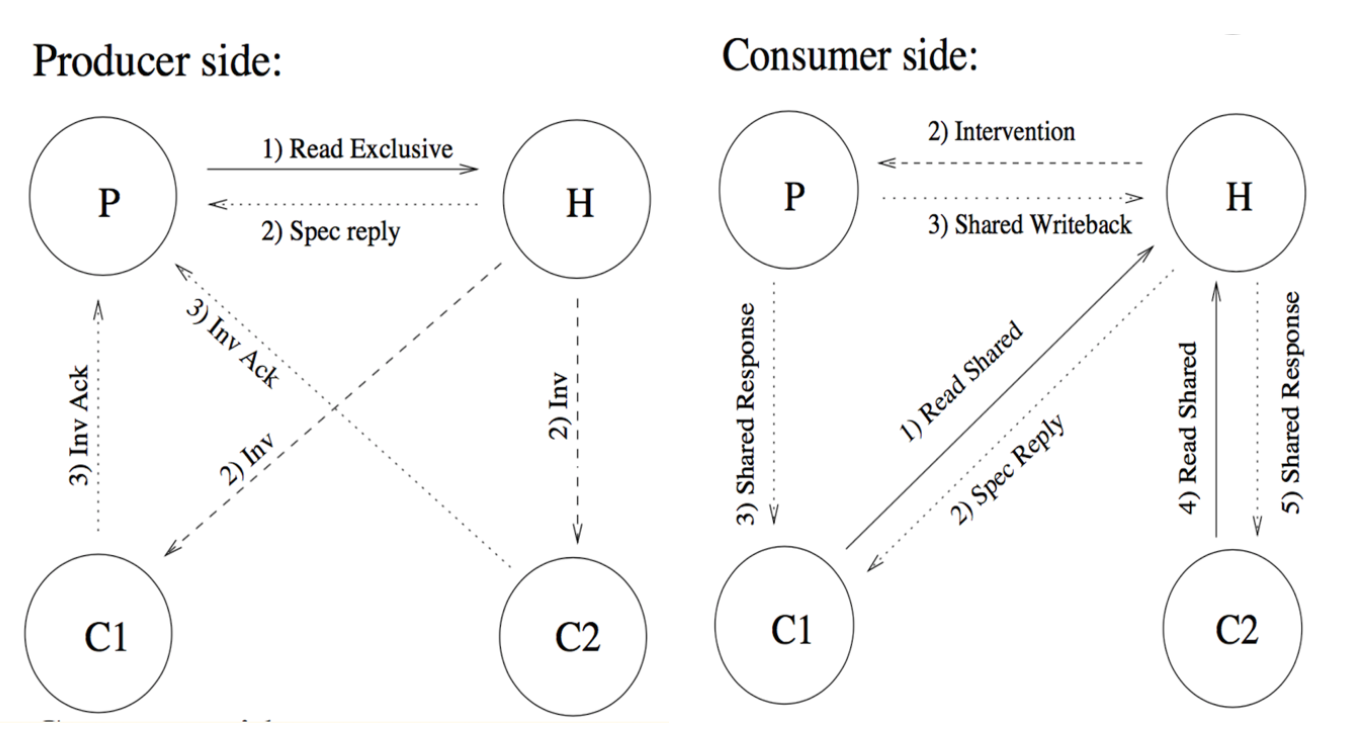 Producer side:
P
H
1) Read Exclusive
2) Spec reply
3) Inv Ack
3) Inv Ack
2) Inv
2) Inv
C1
C2
Consumer side:
P
H
2) Intervention
3) Shared Writeback
3) Shared Response
1) Read Shared
2) Spec Reply
4) Read Shared
5) Shared Response
C1
C2